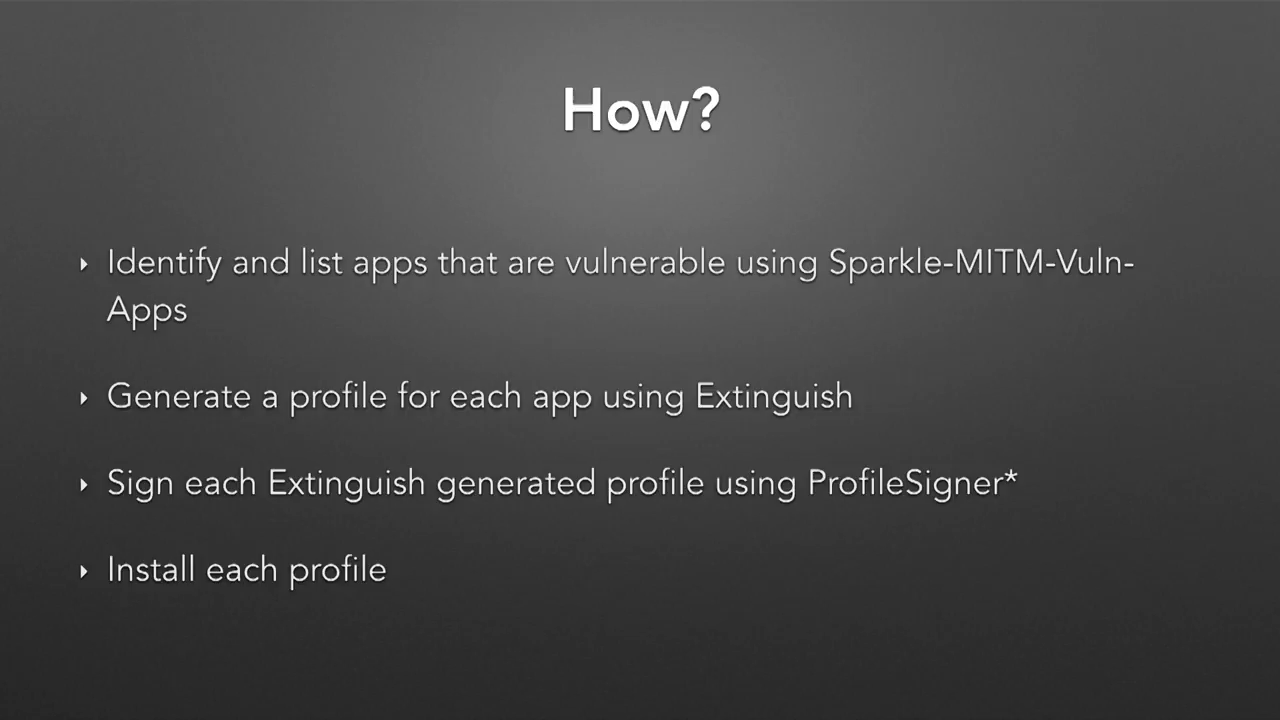 How?
‣ Identify and list apps that are vulnerable using Sparkle-MITM-Vuln-
Apps
‣ Generate a profile for each app using Extinguish
‣ Sign each Extinguish generated profile using ProfileSigner*
‣ Install each profile